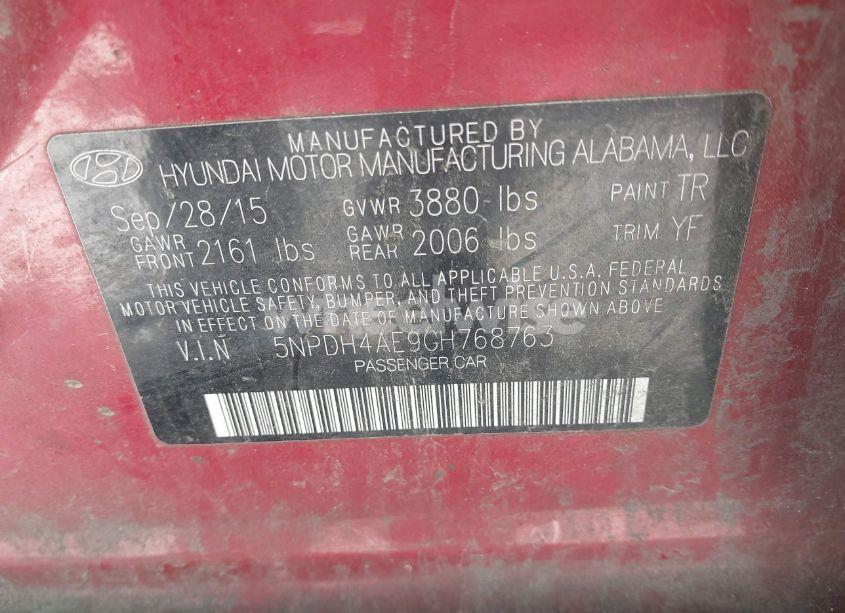 MANUFACTURED BY
HYUNDAI MOTOR MANUFACTURING ALABAMA, LLC
Sep/28/15 GVWR 3880 lbs PAINT TR
GAWR FRONT 2161 lbs GAWR REAR 2006 lbs TRIM YF
THIS VEHICLE CONFORMS TO ALL APPLICABLE U.S.A. FEDERAL
MOTOR VEHICLE SAFETY, BUMPER, AND THEFT PREVENTION STANDARDS
IN EFFECT ON THE DATE OF MANUFACTURE SHOWN ABOVE
V.I.N 5NPDH4AE9GH768763
PASSENGER CAR